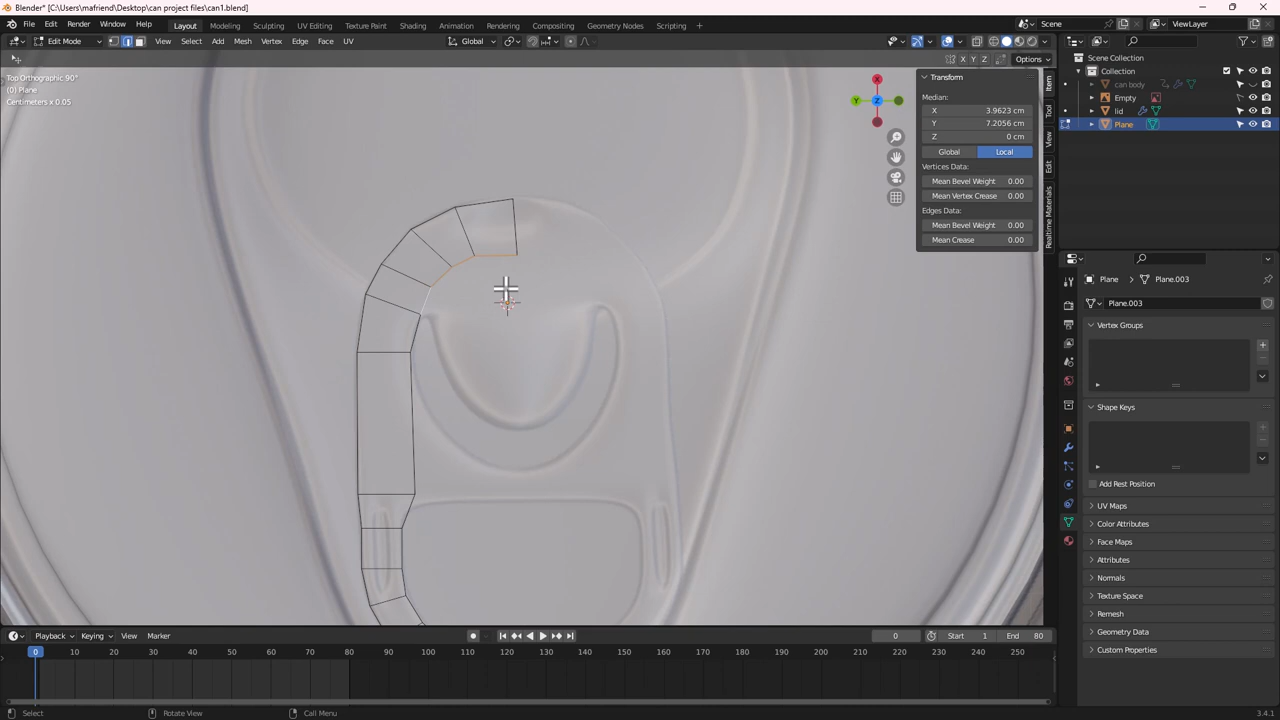 Blender* [C:\Users\mafriend\Desktop\can project files\can1.blend]
File Edit Render Window Help Layout Modeling Sculpting UV Editing Texture Paint Shading Animation Rendering Compositing Geometry Nodes Scripting + Scene ViewLayer
Edit Mode View Select Add Mesh Vertex Edge Face UV Global
X Y Z Options
Top Orthographic 90°
(0) Plane
Centimeters x 0.05
X
Y
Z
Transform
Median:
X 3.9623 cm
Y 7.2056 cm
Z 0 cm
Global Local
Vertices Data:
Mean Bevel Weight 0.00
Mean Vertex Crease 0.00
Edges Data:
Mean Bevel Weight 0.00
Mean Crease 0.00
Item
Tool
View
Edit
Realtime Materials
Scene Collection
Collection
can body
Empty
lid
Plane
Plane Plane.003
Plane.003
Vertex Groups
Shape Keys
Add Rest Position
UV Maps
Color Attributes
Face Maps
Attributes
Normals
Texture Space
Remesh
Geometry Data
Custom Properties
Playback Keying View Marker 0 Start 1 End 80
0 10 20 30 40 50 60 70 80 90 100 110 120 130 140 150 160 170 180 190 200 210 220 230 240 250
Select Rotate View Call Menu 3.4.1